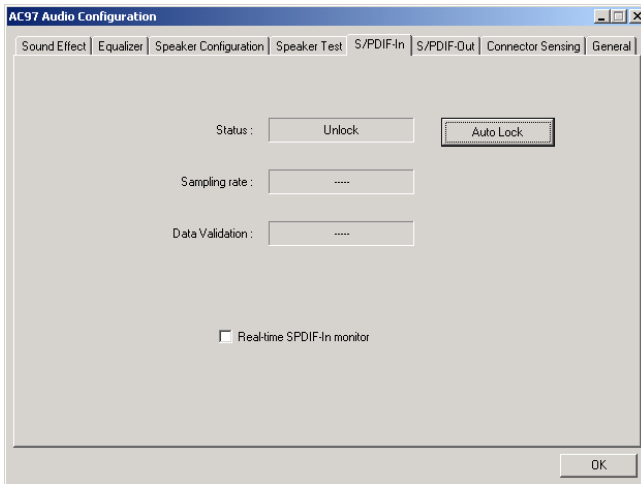 AC97 Audio Configuration
Sound Effect Equalizer Speaker Configuration Speaker Test S/PDIF-In S/PDIF-Out Connector Sensing General
Status : Unlock Auto Lock
Sampling rate : -----
Data Validation : -----
Real-time SPDIF-In monitor
OK